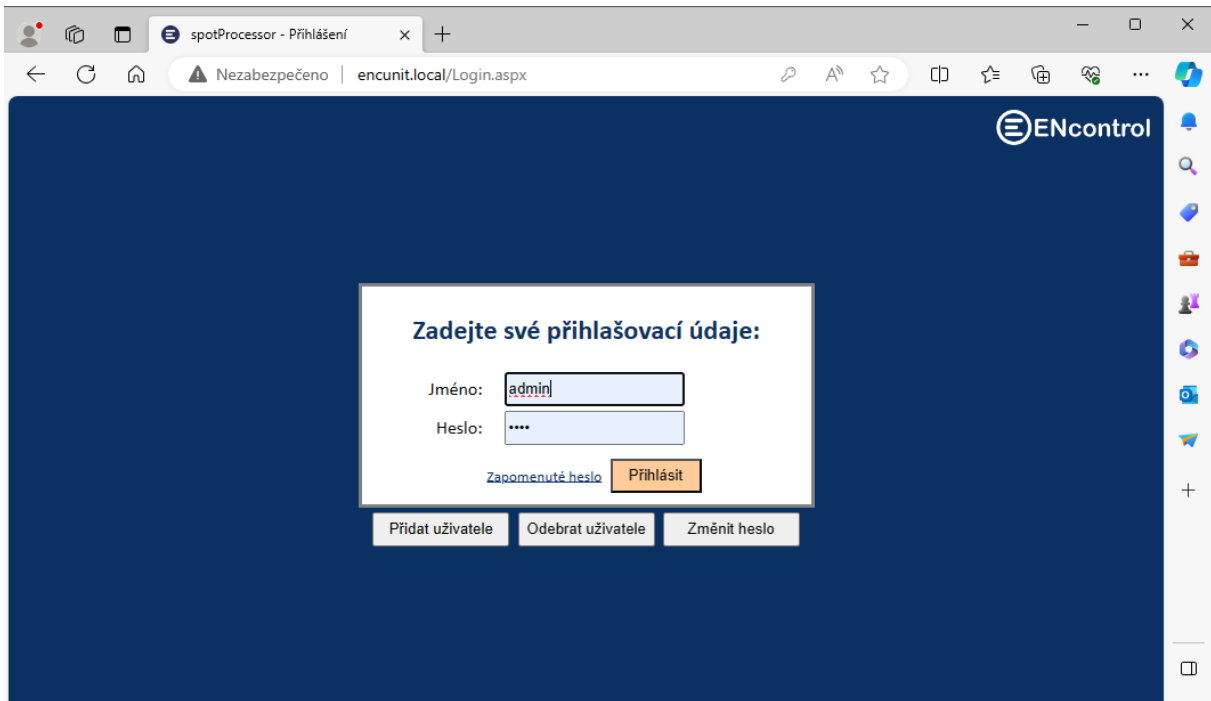 spotProcessor - Přihlášení
Nezabezpečeno encunit.local/Login.aspx
ENcontrol
Zadejte své přihlašovací údaje:
Jméno: admin
Heslo: ••••
Zapomenuté heslo Přihlásit
Přidat uživatele Odebrat uživatele Změnit heslo